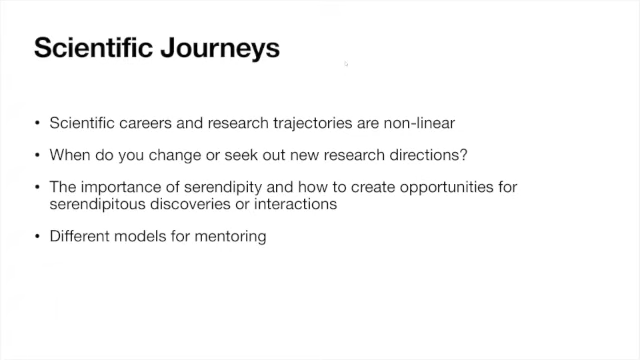 Scientific Journeys
• Scientific careers and research trajectories are non-linear
• When do you change or seek out new research directions?
• The importance of serendipity and how to create opportunities for
serendipitous discoveries or interactions
• Different models for mentoring